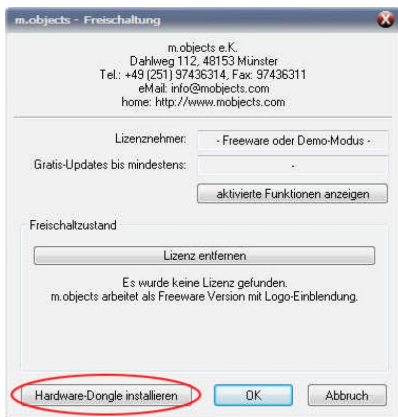 m.objects - Freischaltung
m.objects e.K.
Dahlweg 112, 48153 Münster
Tel.: +49 (251) 97436314, Fax: 97436311
eMail: info@mobjects.com
home: http://www.mobjects.com
Lizenznehmer:
- Freeware oder Demo-Modus -
Gratis-Updates bis mindestens:
-
aktivierte Funktionen anzeigen
Freischaltzustand
Lizenz entfernen
Es wurde keine Lizenz gefunden.
m.objects arbeitet als Freeware Version mit Logo-Einblendung.
Hardware-Dongle installieren
OK
Abbruch